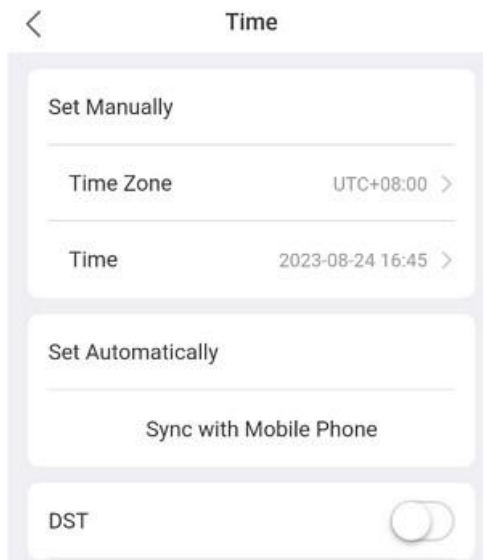 Time
Set Manually
Time Zone UTC+08:00
Time 2023-08-24 16:45
Set Automatically
Sync with Mobile Phone
DST